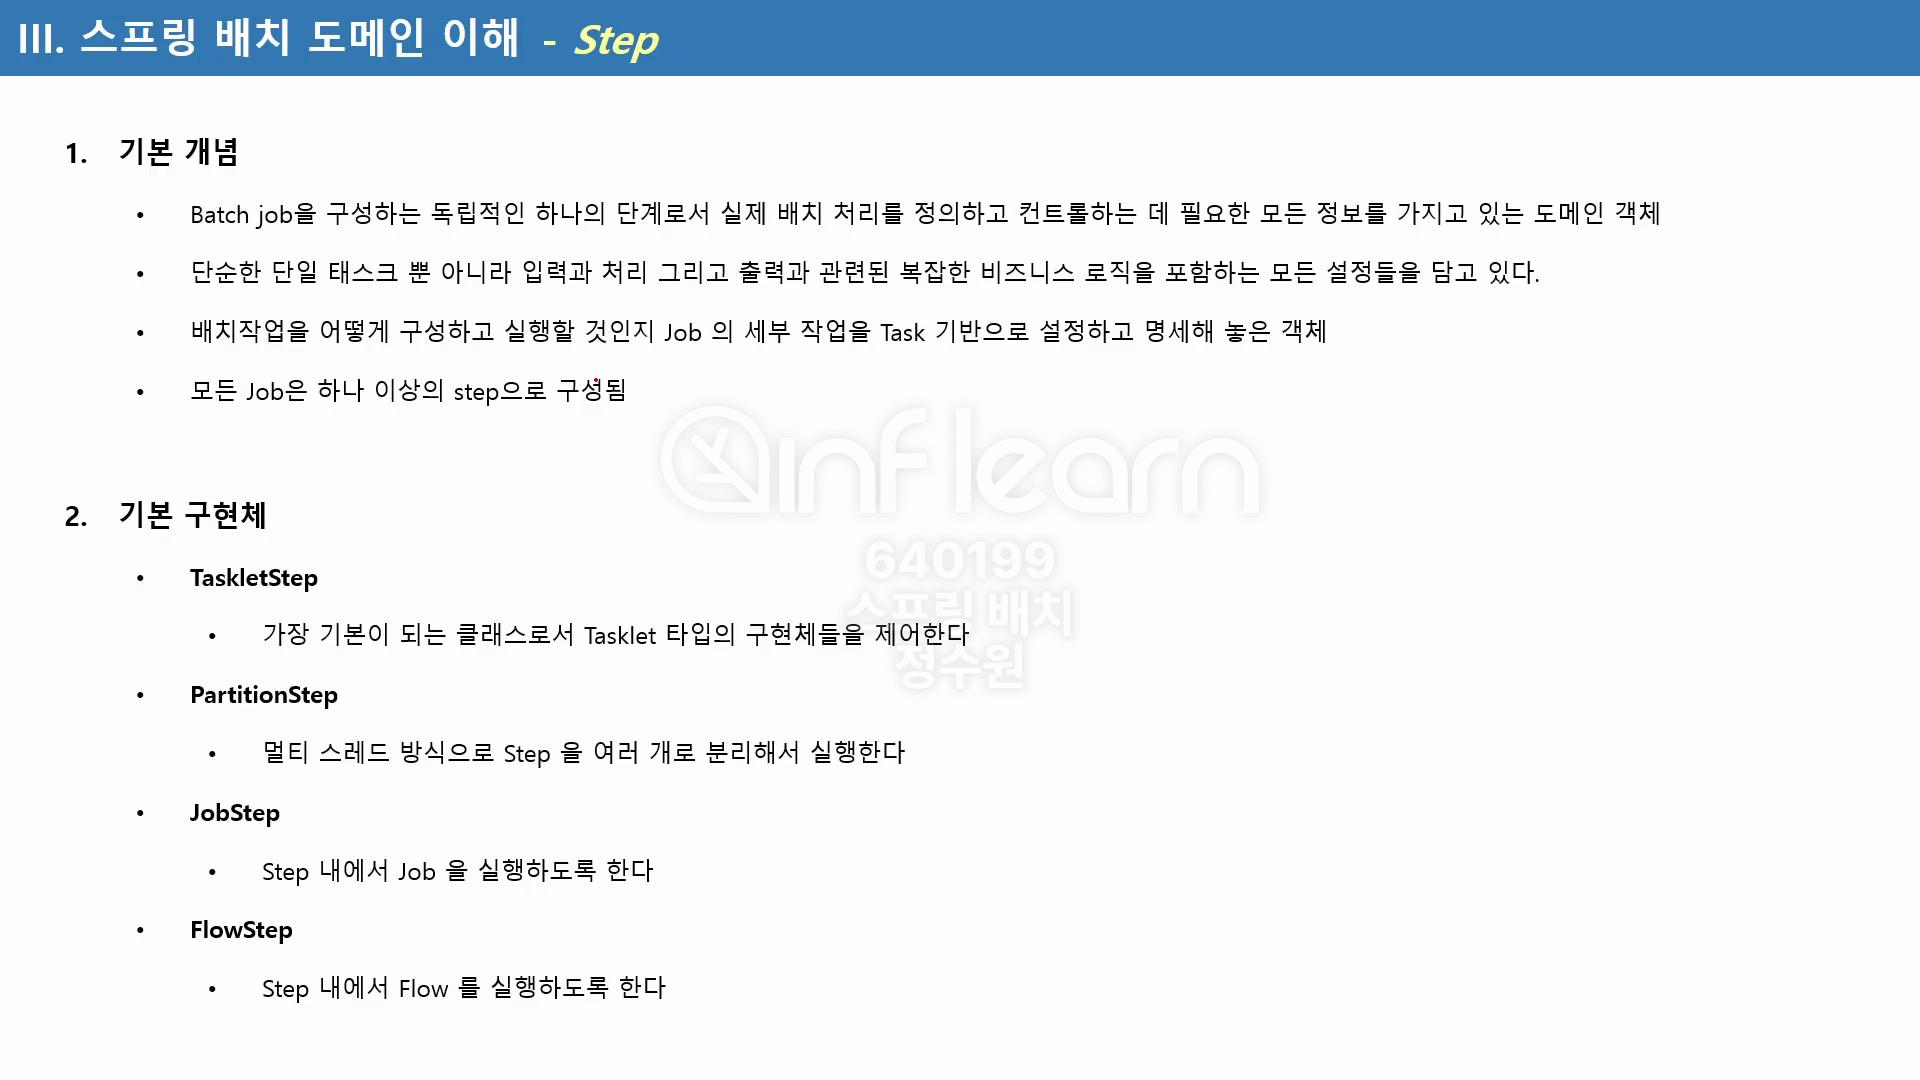 III. 스프링 배치 도메인 이해 - Step
1. 기본 개념
• Batch job을 구성하는 독립적인 하나의 단계로서 실제 배치 처리를 정의하고 컨트롤하는 데 필요한 모든 정보를 가지고 있는 도메인 객체
• 단순한 단일 태스크 뿐 아니라 입력과 처리 그리고 출력과 관련된 복잡한 비즈니스 로직을 포함하는 모든 설정들을 담고 있다.
• 배치작업을 어떻게 구성하고 실행할 것인지 Job 의 세부 작업을 Task 기반으로 설정하고 명세해 놓은 객체
• 모든 Job은 하나 이상의 step으로 구성됨
inflearn
2. 기본 구현체
640199
• TaskletStep
스프링 배치
• 가장 기본이 되는 클래스로서 Tasklet 타입의 구현체들을 제어한다
정수원
• PartitionStep
• 멀티 스레드 방식으로 Step 을 여러 개로 분리해서 실행한다
• JobStep
• Step 내에서 Job 을 실행하도록 한다
• FlowStep
• Step 내에서 Flow 를 실행하도록 한다